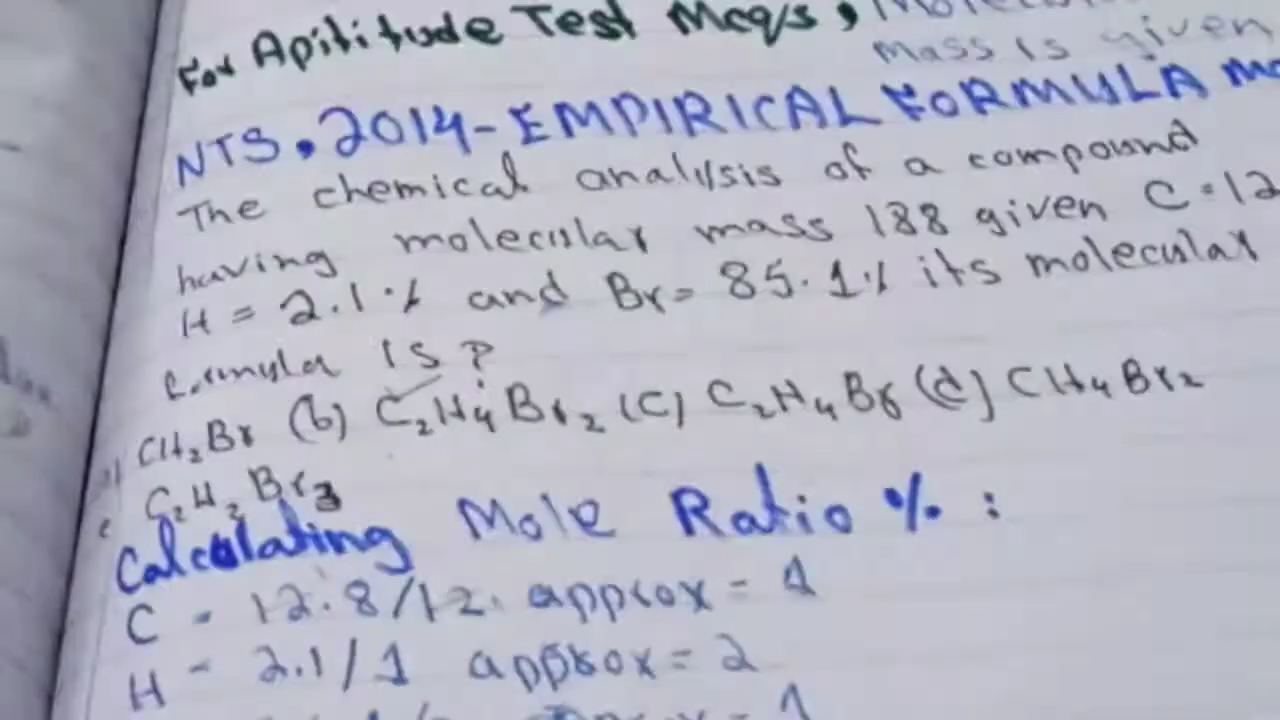 For Apititude Test Mcqs,
Mass is given
NTS. 2014- EMPIRICAL FORMULA
The chemical analysis of a compound
having molecular mass 188 given C = 12
H = 2.1 % and Br = 85.1 % its molecular
formula is?
CH2Br (b) C2H4Br2 (C) C2H4Br (d) CH4Br2
e C2H2Br3
Calculating Mole Ratio % :
C - 12.8/12. approx = 1
H - 2.1/1 approx = 2